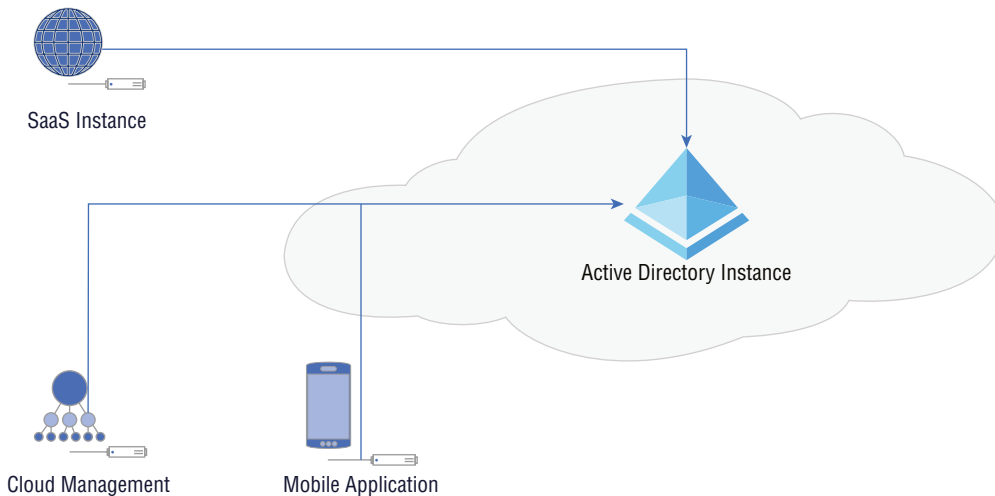 SaaS Instance
Active Directory Instance
Cloud Management
Mobile Application